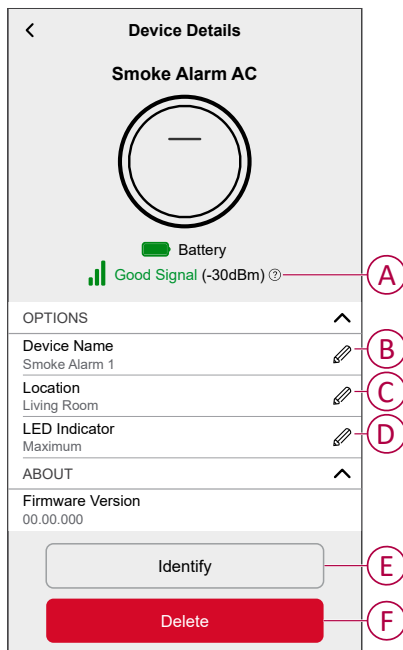 Device Details
Smoke Alarm AC
Battery
Good Signal (-30dBm) ?
A
OPTIONS
Device Name
Smoke Alarm 1
B
Location
Living Room
C
LED Indicator
Maximum
D
ABOUT
Firmware Version
00.00.000
Identify
E
Delete
F